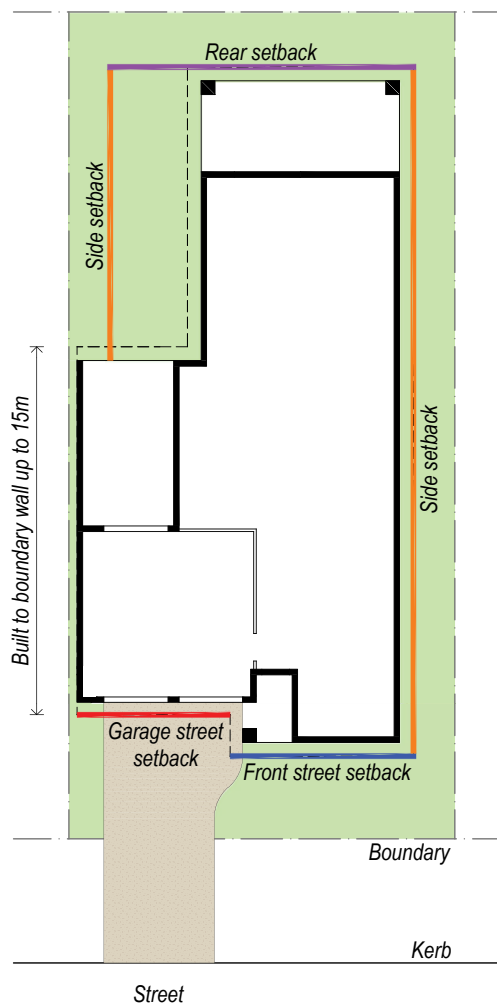 Rear setback
Side setback
Side setback
Built to boundary wall up to 15m
Garage street
setback
Front street setback
Boundary
Kerb
Street